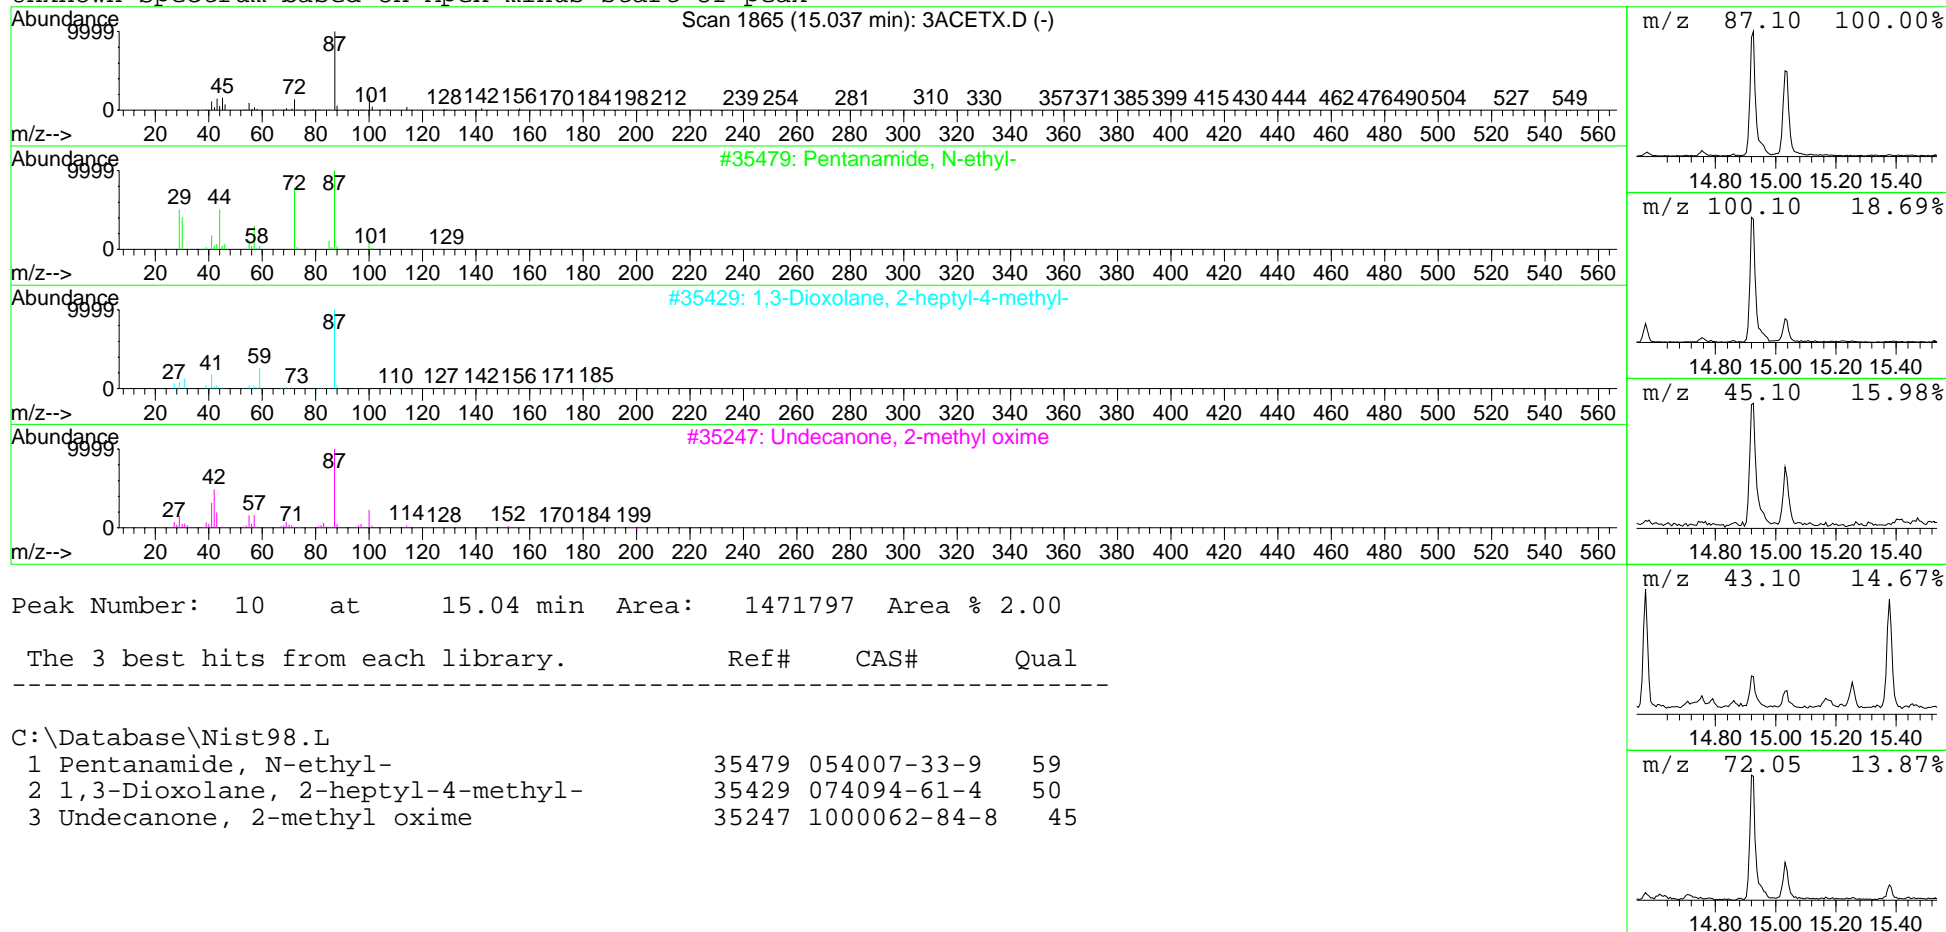 Unknown Spectrum based on Apex minus start of peak
Abundance
Scan 1865 (15.037 min): 3ACETX.D (-)
9999
87
45 72 101 128 142 156 170 184 198 212 239 254 281 310 330 357 371 385 399 415 430 444 462 476 490 504 527 549
0
20 40 60 80 100 120 140 160 180 200 220 240 260 280 300 320 340 360 380 400 420 440 460 480 500 520 540 560
m/z-->
Abundance
#35479: Pentanamide, N-ethyl-
9999
29 44 72 87
58 101 129
0
20 40 60 80 100 120 140 160 180 200 220 240 260 280 300 320 340 360 380 400 420 440 460 480 500 520 540 560
m/z-->
Abundance
#35429: 1,3-Dioxolane, 2-heptyl-4-methyl-
9999
87
27 41 59 73 110 127 142 156 171 185
0
20 40 60 80 100 120 140 160 180 200 220 240 260 280 300 320 340 360 380 400 420 440 460 480 500 520 540 560
m/z-->
Abundance
#35247: Undecanone, 2-methyl oxime
9999
87
42
27 57 71 114 128 152 170 184 199
0
20 40 60 80 100 120 140 160 180 200 220 240 260 280 300 320 340 360 380 400 420 440 460 480 500 520 540 560
m/z-->
m/z 87.10 100.00%
14.80 15.00 15.20 15.40
m/z 100.10 18.69%
14.80 15.00 15.20 15.40
m/z 45.10 15.98%
14.80 15.00 15.20 15.40
m/z 43.10 14.67%
14.80 15.00 15.20 15.40
m/z 72.05 13.87%
14.80 15.00 15.20 15.40
Peak Number: 10 at 15.04 min Area: 1471797 Area % 2.00
The 3 best hits from each library. Ref# CAS# Qual
C:\Database\Nist98.L
1 Pentanamide, N-ethyl- 35479 054007-33-9 59
2 1,3-Dioxolane, 2-heptyl-4-methyl- 35429 074094-61-4 50
3 Undecanone, 2-methyl oxime 35247 1000062-84-8 45